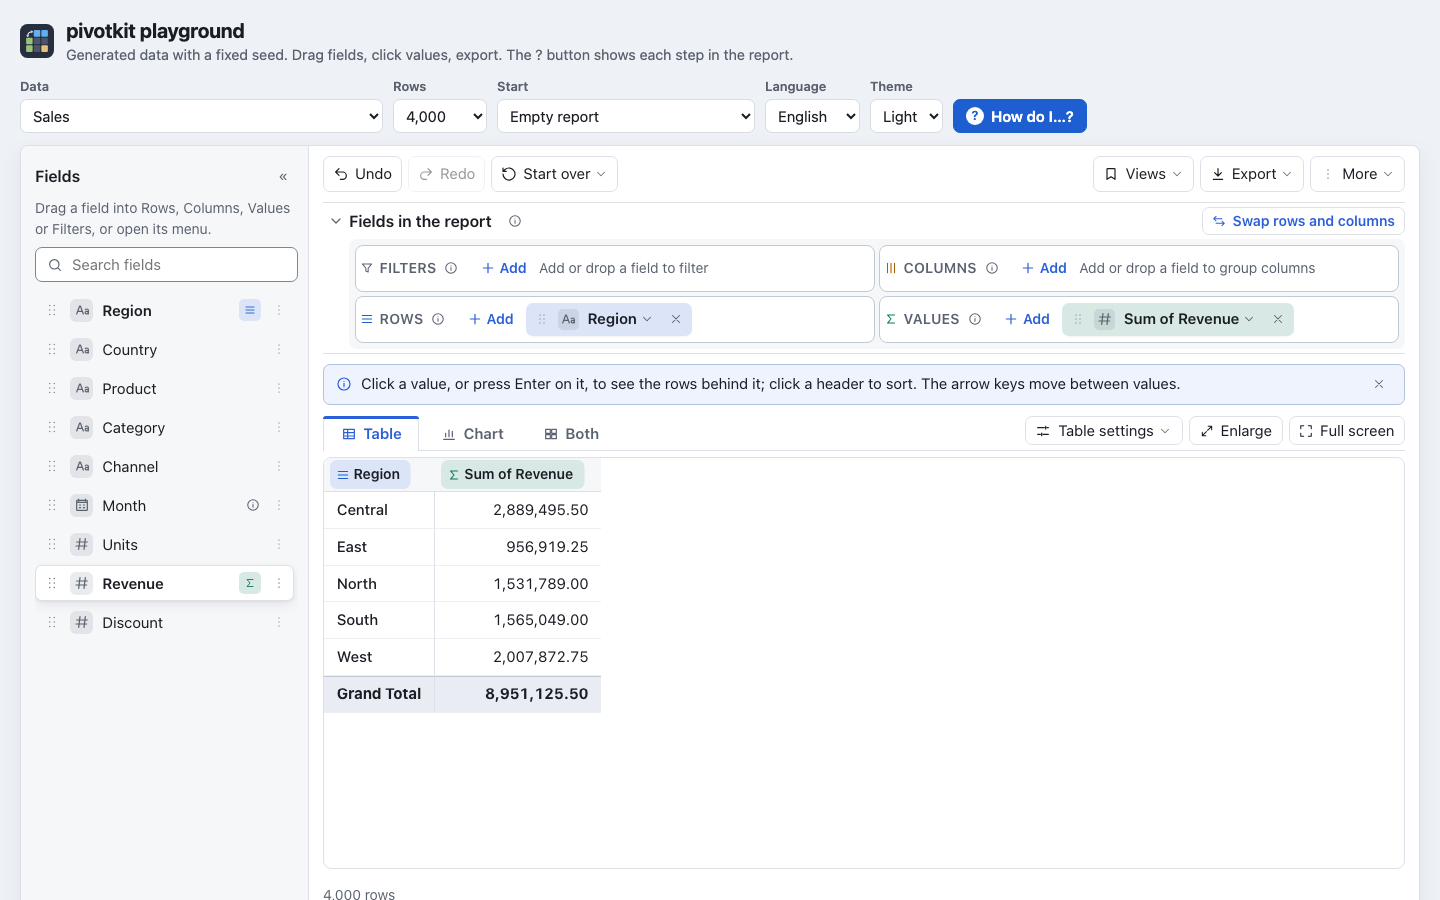 pivotkit playground
Generated data with a fixed seed. Drag fields, click values, export. The ? button shows each step in the report.
Data
Rows
Start
Language
Theme
Sales
4,000
Empty report
English
Light
? How do I...?
Fields
«
Drag a field into Rows, Columns, Values
or Filters, or open its menu.
Search fields
Aa Region
Aa Country
Aa Product
Aa Category
Aa Channel
Month
# Units
# Revenue Σ
# Discount
Undo
Redo
Start over
Views
Export
More
Fields in the report
Swap rows and columns
FILTERS + Add Add or drop a field to filter
COLUMNS + Add Add or drop a field to group columns
ROWS + Add Aa Region ×
Σ VALUES + Add # Sum of Revenue ×
Click a value, or press Enter on it, to see the rows behind it; click a header to sort. The arrow keys move between values. ×
Table
Chart
Both
Table settings
Enlarge
Full screen
Region Σ Sum of Revenue
Central 2,889,495.50
East 956,919.25
North 1,531,789.00
South 1,565,049.00
West 2,007,872.75
Grand Total 8,951,125.50
4,000 rows